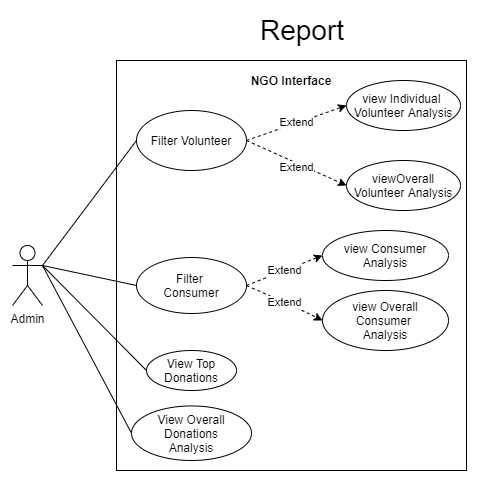 Report
NGO Interface
view Individual
Volunteer Analysis
Extend
Filter Volunteer
Extend
viewOverall
Volunteer Analysis
view Consumer
Analysis
Extend
Filter
Consumer
Extend
view Overall
Consumer
Analysis
Admin
View Top
Donations
View Overall
Donations
Analysis